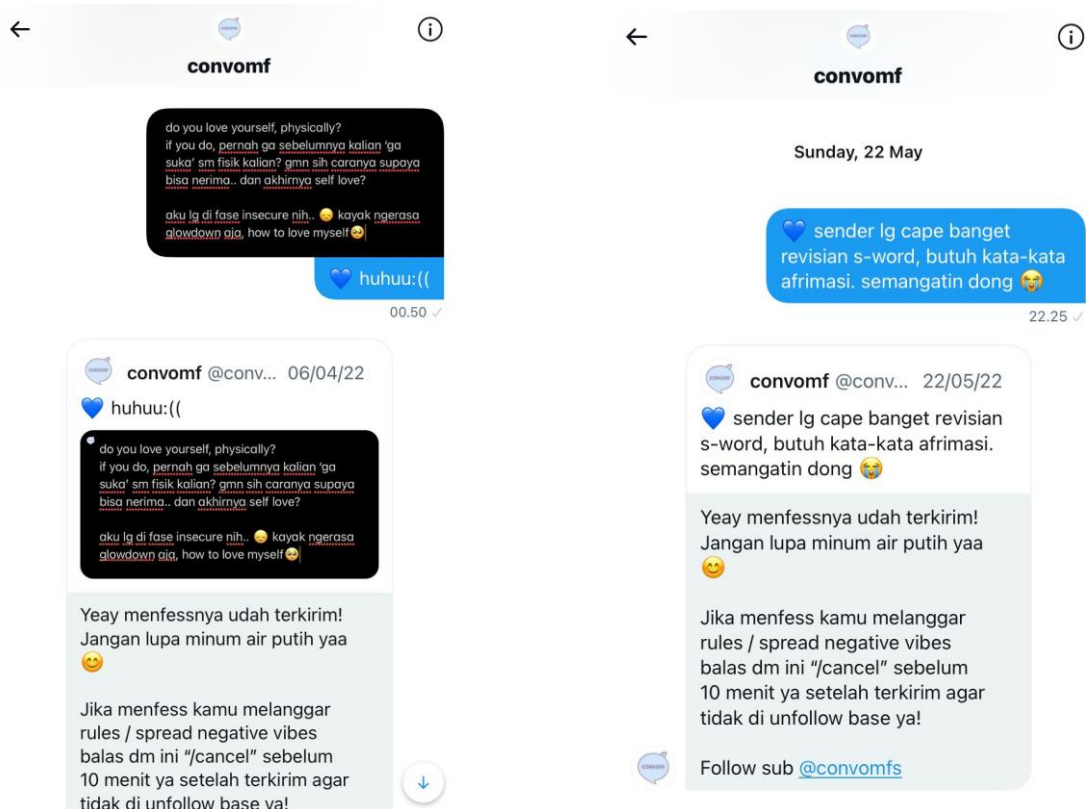 convomf
do you love yourself, physically?
if you do, pernah ga sebelumnya kalian 'ga
suka' sm fisik kalian? gmn sih caranya supaya
bisa nerima.. dan akhirnya self love?
aku lg di fase insecure nih.. 😞 kayak ngerasa
glowdown aja, how to love myself🥺
💙 huhuu:((
00.50 ✓
convomf @conv... 06/04/22
💙 huhuu:((
do you love yourself, physically?
if you do, pernah ga sebelumnya kalian 'ga
suka' sm fisik kalian? gmn sih caranya supaya
bisa nerima.. dan akhirnya self love?
aku lg di fase insecure nih.. 😞 kayak ngerasa
glowdown aja, how to love myself🥺
Yeay menfessnya udah terkirim!
Jangan lupa minum air putih yaa
😊
Jika menfess kamu melanggar
rules / spread negative vibes
balas dm ini "/cancel" sebelum
10 menit ya setelah terkirim agar
tidak di unfollow base ya!
convomf
Sunday, 22 May
💙 sender lg cape banget
revisian s-word, butuh kata-kata
afrimasi. semangatin dong 😭
22.25 ✓
convomf @conv... 22/05/22
💙 sender lg cape banget revisian
s-word, butuh kata-kata afrimasi.
semangatin dong 😭
Yeay menfessnya udah terkirim!
Jangan lupa minum air putih yaa
😊
Jika menfess kamu melanggar
rules / spread negative vibes
balas dm ini "/cancel" sebelum
10 menit ya setelah terkirim agar
tidak di unfollow base ya!
Follow sub @convomfs